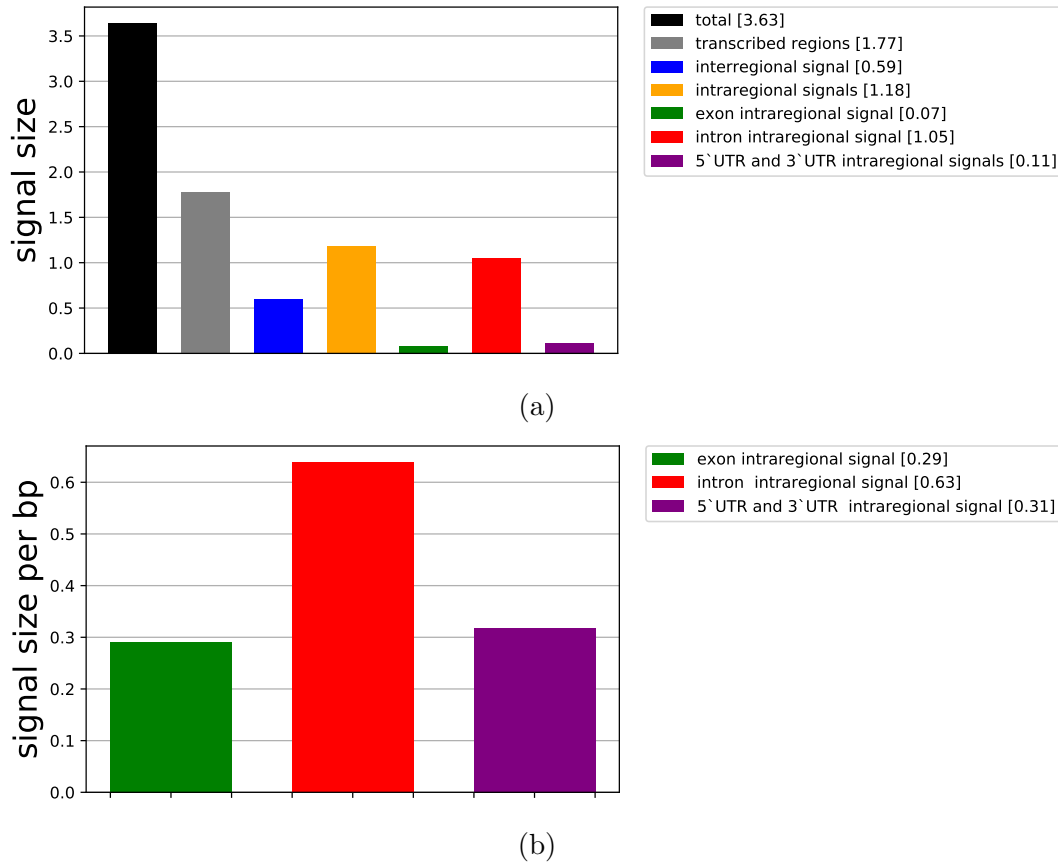 signal size
3.5
3.0
2.5
2.0
1.5
1.0
0.5
0.0
total [3.63]
transcribed regions [1.77]
interregional signal [0.59]
intraregional signals [1.18]
exon intraregional signal [0.07]
intron intraregional signal [1.05]
5`UTR and 3`UTR intraregional signals [0.11]
(a)
signal size per bp
0.6
0.5
0.4
0.3
0.2
0.1
0.0
exon intraregional signal [0.29]
intron  intraregional signal [0.63]
5`UTR and 3`UTR  intraregional signal [0.31]
(b)